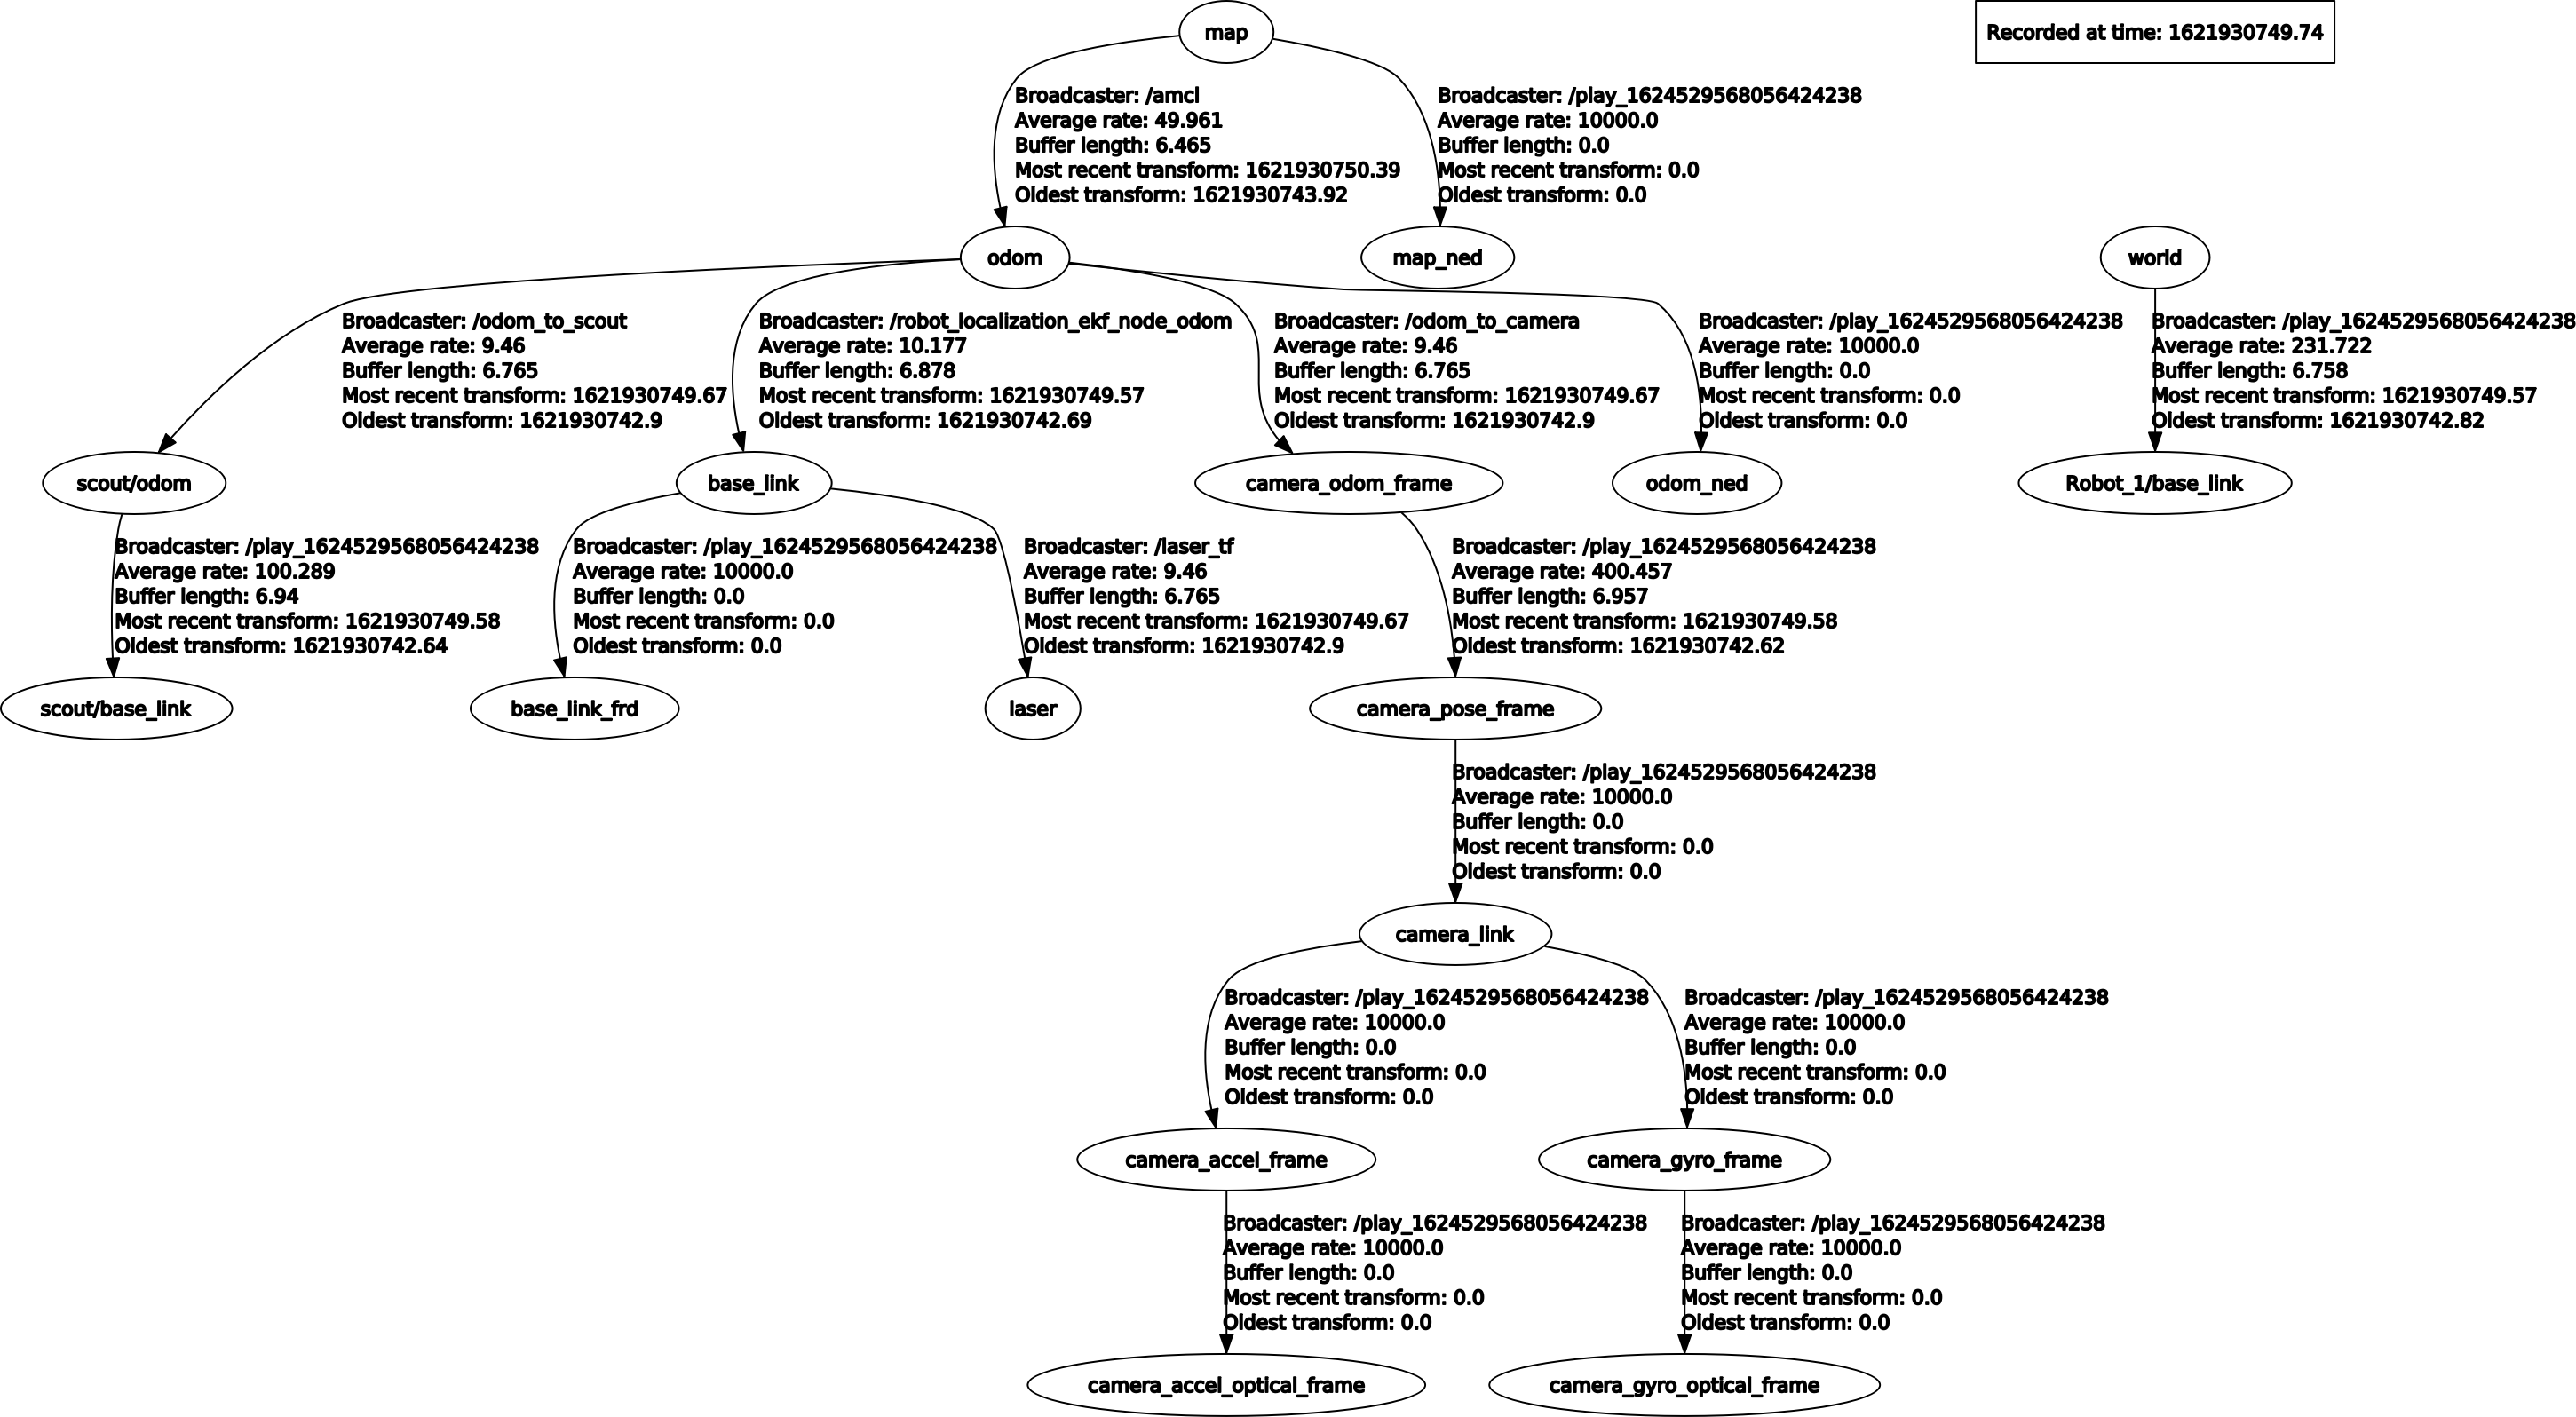 map
Recorded at time: 1621930749.74
Broadcaster: /amcl
Average rate: 49.961
Buffer length: 6.465
Most recent transform: 1621930750.39
Oldest transform: 1621930743.92
Broadcaster: /play_1624529568056424238
Average rate: 10000.0
Buffer length: 0.0
Most recent transform: 0.0
Oldest transform: 0.0
odom
map_ned
world
Broadcaster: /odom_to_scout
Average rate: 9.46
Buffer length: 6.765
Most recent transform: 1621930749.67
Oldest transform: 1621930742.9
Broadcaster: /robot_localization_ekf_node_odom
Average rate: 10.177
Buffer length: 6.878
Most recent transform: 1621930749.57
Oldest transform: 1621930742.69
Broadcaster: /odom_to_camera
Average rate: 9.46
Buffer length: 6.765
Most recent transform: 1621930749.67
Oldest transform: 1621930742.9
Broadcaster: /play_1624529568056424238
Average rate: 10000.0
Buffer length: 0.0
Most recent transform: 0.0
Oldest transform: 0.0
Broadcaster: /play_1624529568056424238
Average rate: 231.722
Buffer length: 6.758
Most recent transform: 1621930749.57
Oldest transform: 1621930742.82
scout/odom
base_link
camera_odom_frame
odom_ned
Robot_1/base_link
Broadcaster: /play_1624529568056424238
Average rate: 100.289
Buffer length: 6.94
Most recent transform: 1621930749.58
Oldest transform: 1621930742.64
Broadcaster: /play_1624529568056424238
Average rate: 10000.0
Buffer length: 0.0
Most recent transform: 0.0
Oldest transform: 0.0
Broadcaster: /laser_tf
Average rate: 9.46
Buffer length: 6.765
Most recent transform: 1621930749.67
Oldest transform: 1621930742.9
Broadcaster: /play_1624529568056424238
Average rate: 400.457
Buffer length: 6.957
Most recent transform: 1621930749.58
Oldest transform: 1621930742.62
scout/base_link
base_link_frd
laser
camera_pose_frame
Broadcaster: /play_1624529568056424238
Average rate: 10000.0
Buffer length: 0.0
Most recent transform: 0.0
Oldest transform: 0.0
camera_link
Broadcaster: /play_1624529568056424238
Average rate: 10000.0
Buffer length: 0.0
Most recent transform: 0.0
Oldest transform: 0.0
Broadcaster: /play_1624529568056424238
Average rate: 10000.0
Buffer length: 0.0
Most recent transform: 0.0
Oldest transform: 0.0
camera_accel_frame
camera_gyro_frame
Broadcaster: /play_1624529568056424238
Average rate: 10000.0
Buffer length: 0.0
Most recent transform: 0.0
Oldest transform: 0.0
Broadcaster: /play_1624529568056424238
Average rate: 10000.0
Buffer length: 0.0
Most recent transform: 0.0
Oldest transform: 0.0
camera_accel_optical_frame
camera_gyro_optical_frame